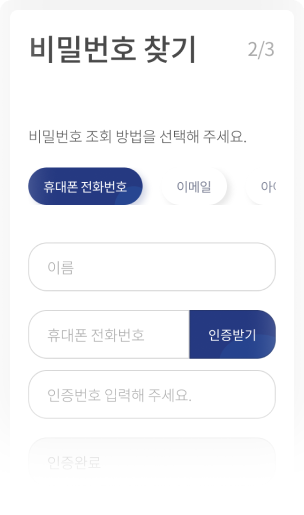 비밀번호 찾기 2/3
비밀번호 조회 방법을 선택해 주세요.
휴대폰 전화번호 이메일
이름
휴대폰 전화번호 인증받기
인증번호 입력해 주세요.
인증완료